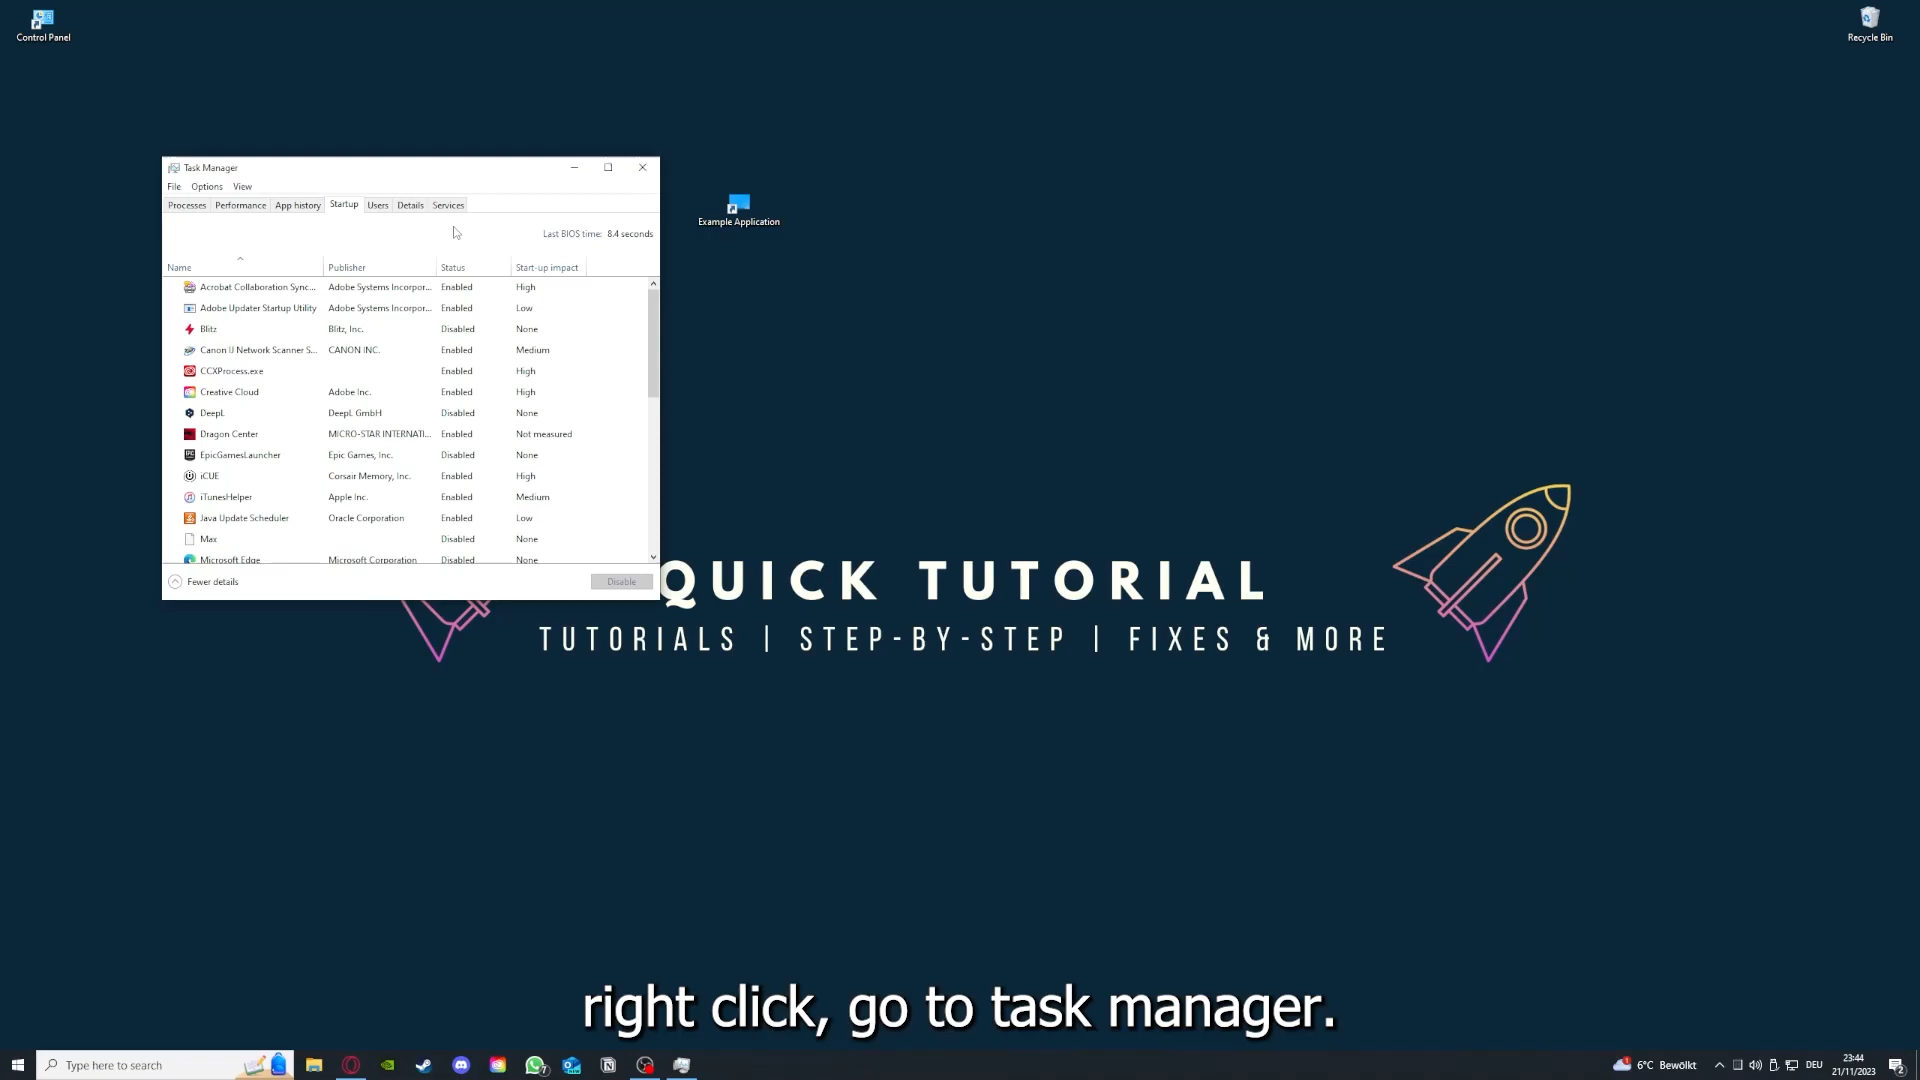 Control Panel
Recycle Bin
Task Manager
File Options View
Processes Performance App history Startup Users Details Services
Example Application
Last BIOS time: 8.4 seconds
Name Publisher Status Start-up impact
Acrobat Collaboration Sync... Adobe Systems Incorpor... Enabled High
Adobe Updater Startup Utility Adobe Systems Incorpor... Enabled Low
Blitz Blitz, Inc. Disabled None
Canon IJ Network Scanner S... CANON INC. Enabled Medium
CCXProcess.exe Enabled High
Creative Cloud Adobe Inc. Enabled High
DeepL DeepL GmbH Disabled None
Dragon Center MICRO-STAR INTERNATI... Enabled Not measured
EpicGamesLauncher Epic Games, Inc. Disabled None
iCUE Corsair Memory, Inc. Enabled High
iTunesHelper Apple Inc. Enabled Medium
Java Update Scheduler Oracle Corporation Enabled Low
Max Disabled None
Microsoft Edge Microsoft Corporation Disabled None
Fewer details Disable
QUICK TUTORIAL
TUTORIALS | STEP-BY-STEP | FIXES & MORE
right click, go to task manager.
Type here to search
6°C Bewölkt
DEU
23:44
21/11/2023